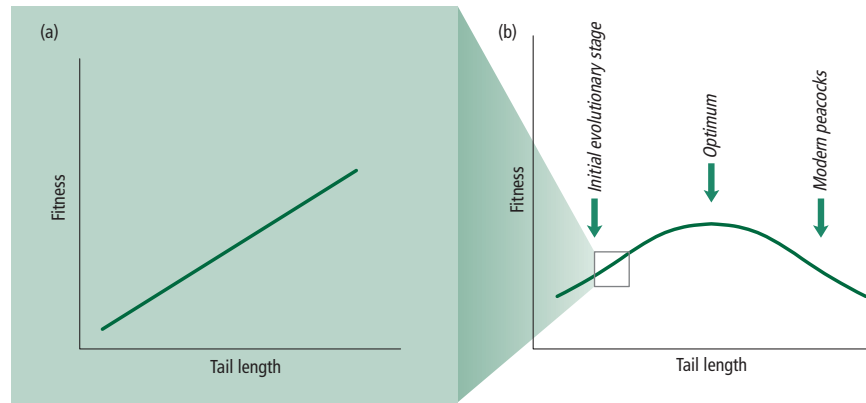 (a)
Fitness
Tail length
(b)
Initial evolutionary stage
Optimum
Modern peacocks
Fitness
Tail length